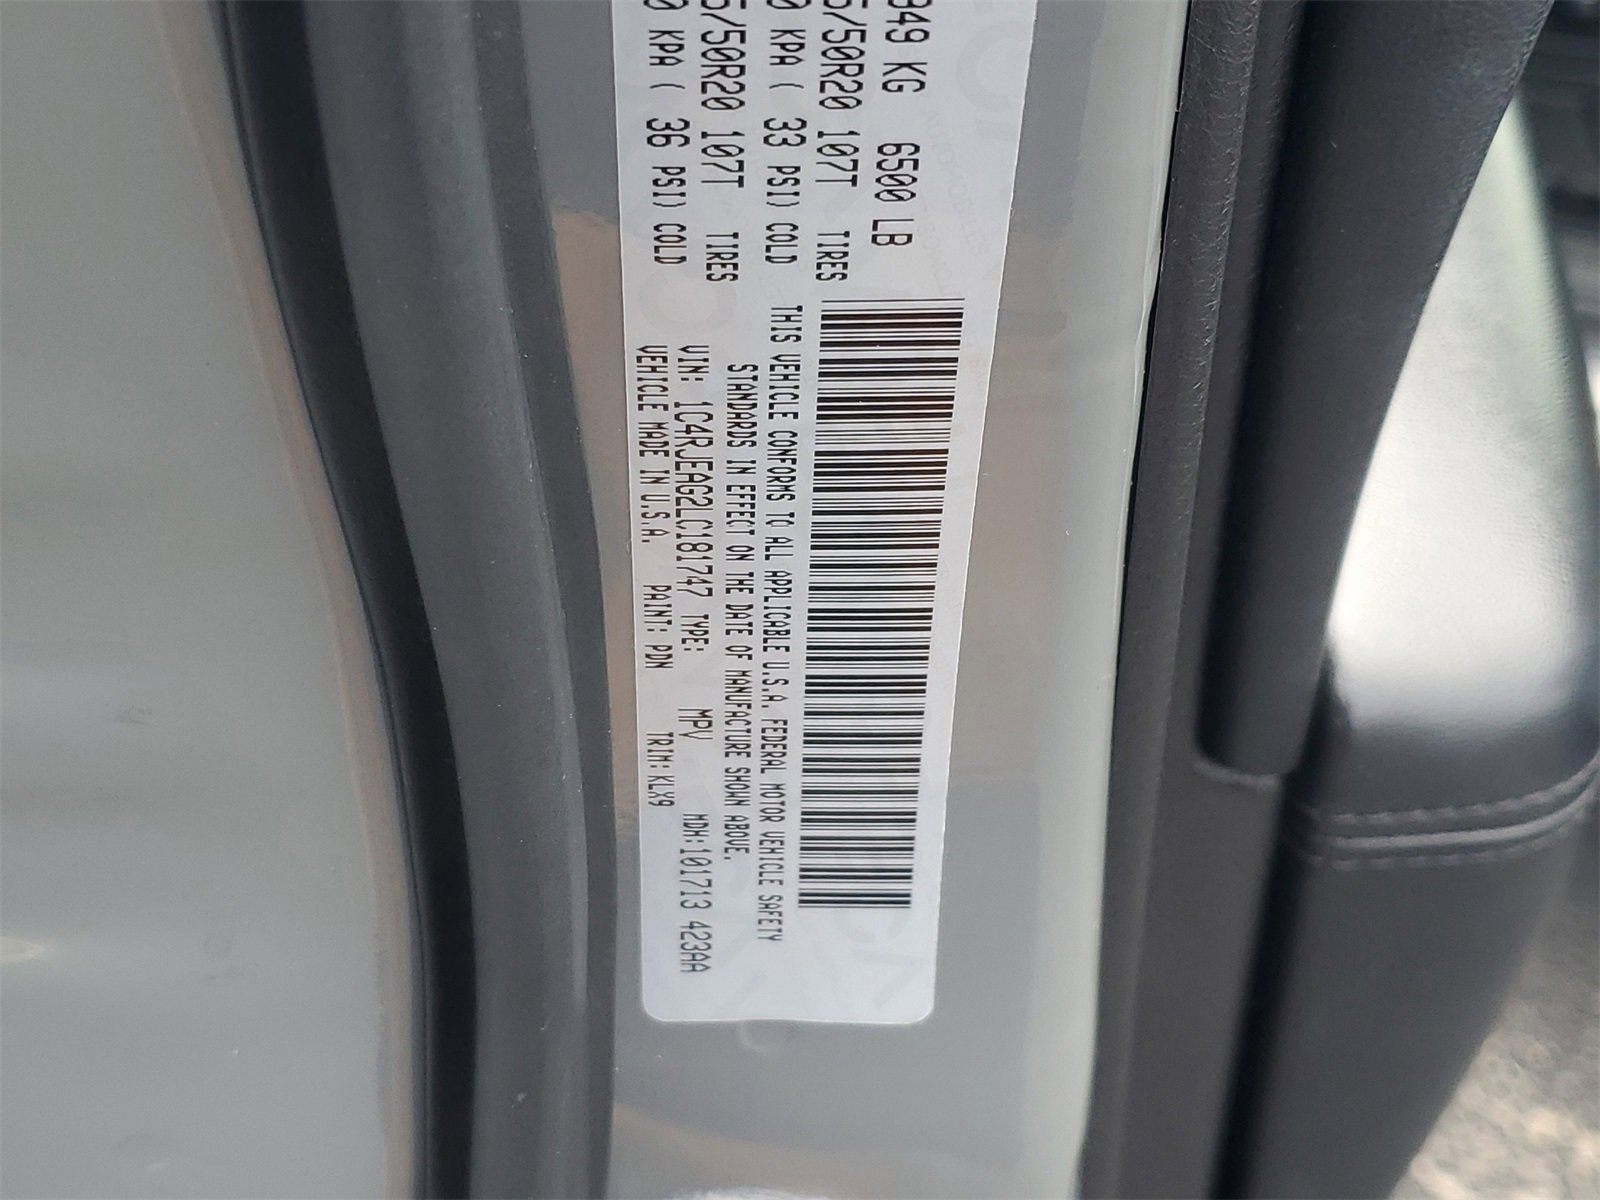 849 KG 6500 LB
5/50R20 107T TIRES
0 KPA ( 33 PSI) COLD
5/50R20 107T TIRES
0 KPA ( 36 PSI) COLD
THIS VEHICLE CONFORMS TO ALL APPLICABLE U.S.A. FEDERAL MOTOR VEHICLE SAFETY
STANDARDS IN EFFECT ON THE DATE OF MANUFACTURE SHOWN ABOVE.
VIN: 1C4RJEAG2LC181747 TYPE: MPV MDH:101713 423AA
VEHICLE MADE IN U.S.A. PAINT: PDN TRIM: KLX9